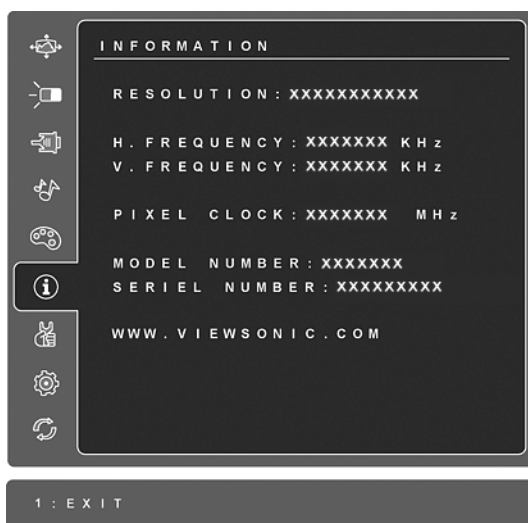 INFORMATION
RESOLUTION: XXXXXXXXXXX
H. FREQUENCY: XXXXXXX KHz
V. FREQUENCY: XXXXXXX KHz
PIXEL CLOCK: XXXXXXX MHz
MODEL NUMBER: XXXXXXX
SERIEL NUMBER: XXXXXXXXX
WWW.VIEWSONIC.COM
1:EXIT